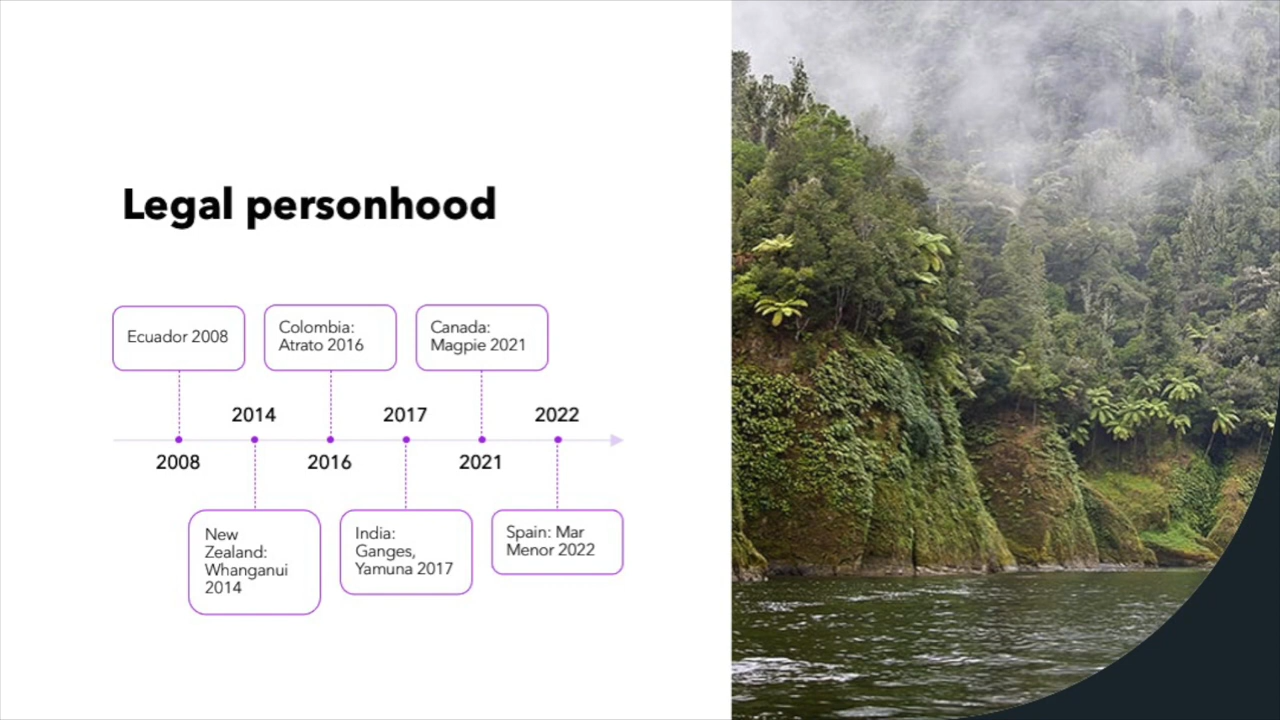 Legal personhood
Ecuador 2008
Colombia:
Atrato 2016
Canada:
Magpie 2021
2014
2017
2022
2008
2016
2021
New
Zealand:
Whanganui
2014
India:
Ganges,
Yamuna 2017
Spain: Mar
Menor 2022